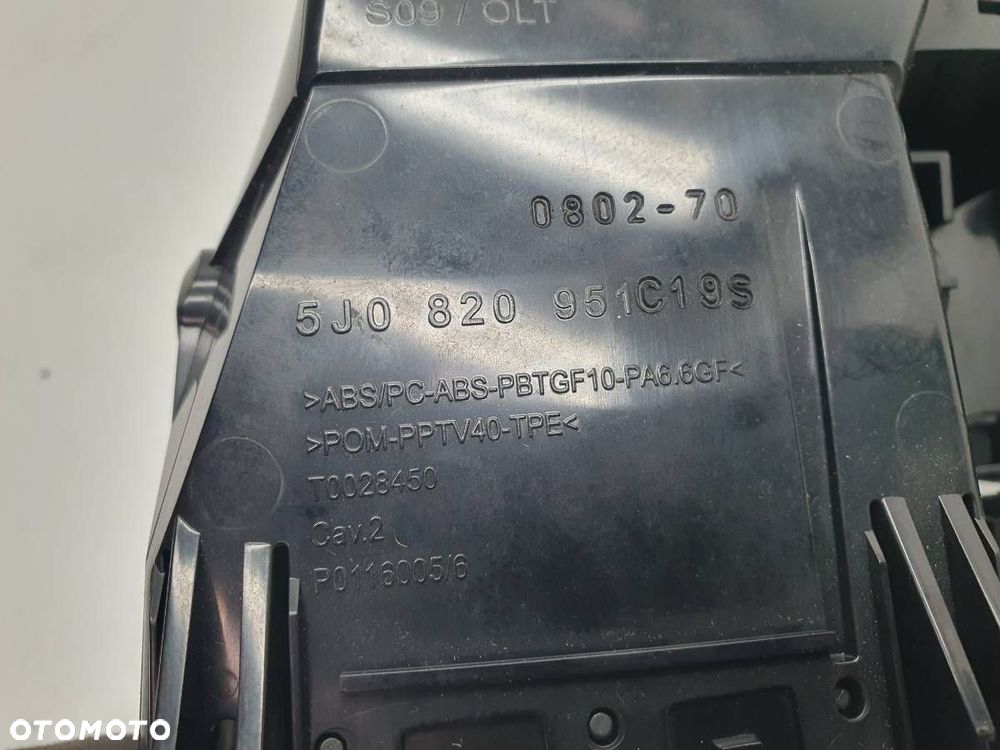 S09 / OLT
0802-70
5J0 820 951C19S
>ABS/PC-ABS-PBTGF10-PA6.6GF<
>POM-PPTV40-TPE<
T0028450
Cav.2
P0116005/6
OTOMOTO